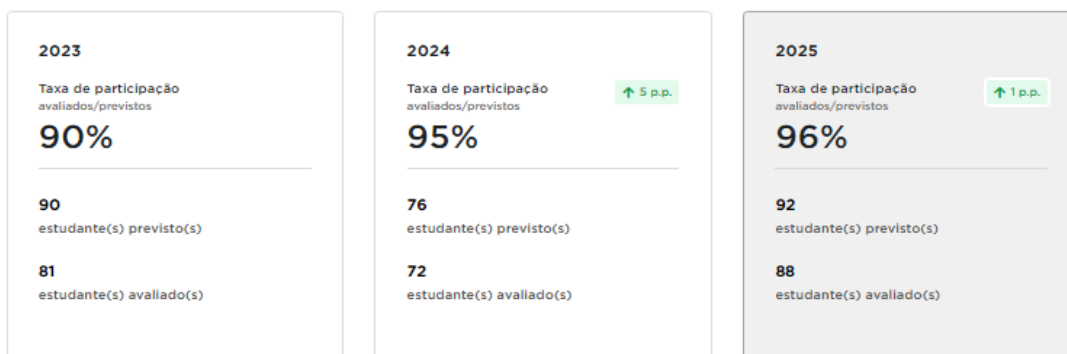 2023
Taxa de participação
avaliados/previstos
90%
90
estudante(s) previsto(s)
81
estudante(s) avaliado(s)
2024
Taxa de participação
avaliados/previstos
↑ 5 p.p.
95%
76
estudante(s) previsto(s)
72
estudante(s) avaliado(s)
2025
Taxa de participação
avaliados/previstos
↑ 1 p.p.
96%
92
estudante(s) previsto(s)
88
estudante(s) avaliado(s)